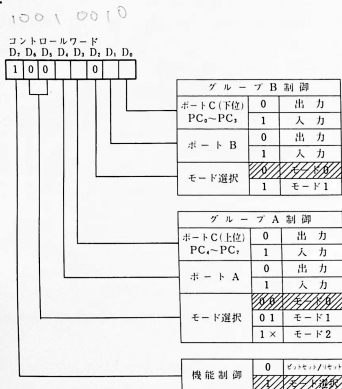 1001 0010
コントロールワード
D₇ D₆ D₅ D₄ D₃ D₂ D₁ D₀
1 0 0 0
グループB制御
ポートC(下位) PC₀~PC₃ 0 出力
1 入力
ポートB 0 出力
1 入力
モード選択 0 モード0
1 モード1
グループA制御
ポートC(上位) PC₄~PC₇ 0 出力
1 入力
ポートA 0 出力
1 入力
モード選択 00 モード0
01 モード1
1× モード2
機能制御 0 ビットセット/リセット
1 モード選択